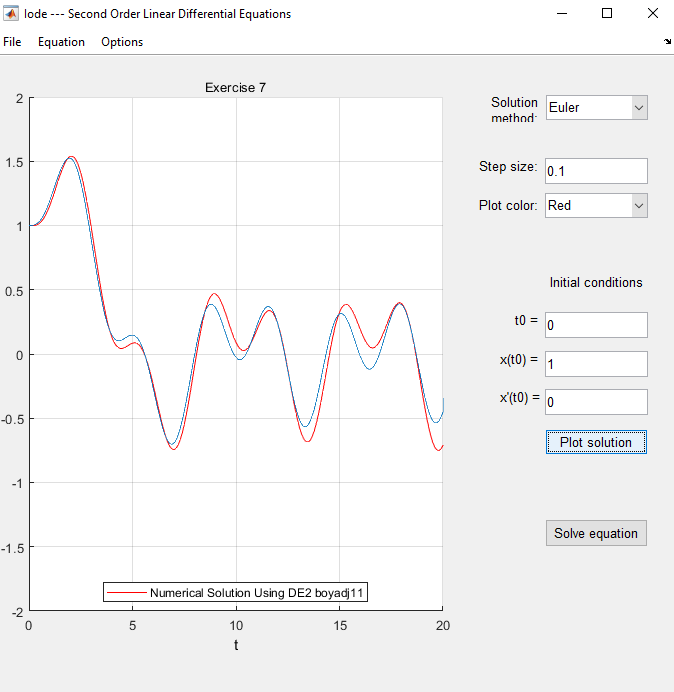 Iode --- Second Order Linear Differential Equations
File Equation Options
Exercise 7
2
1.5
1
0.5
0
-0.5
-1
-1.5
-2
0 5 10 15 20
t
Numerical Solution Using DE2 boyadj11
Solution method: Euler
Step size: 0.1
Plot color: Red
Initial conditions
t0 = 0
x(t0) = 1
x'(t0) = 0
Plot solution
Solve equation